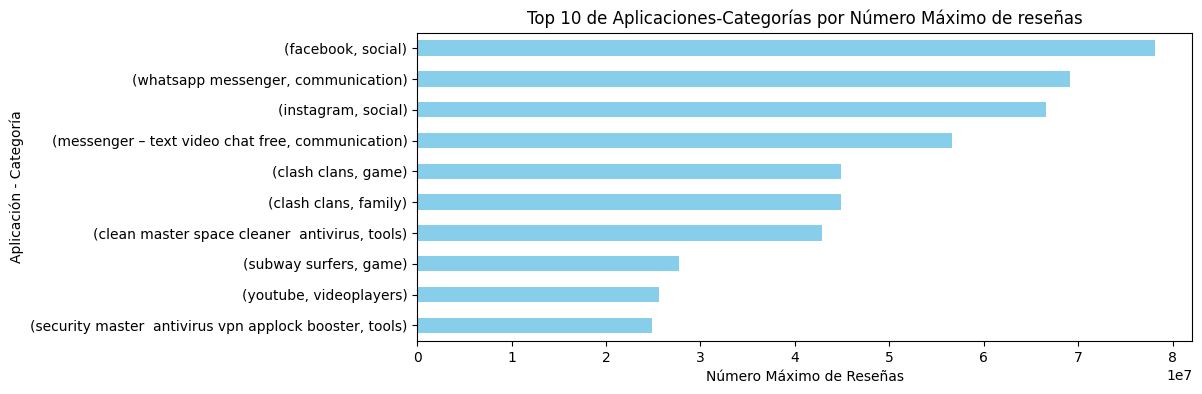 Top 10 de Aplicaciones-Categorías por Número Máximo de reseñas
Aplicación - Categoría
(facebook, social)
(whatsapp messenger, communication)
(instagram, social)
(messenger – text video chat free, communication)
(clash clans, game)
(clash clans, family)
(clean master space cleaner  antivirus, tools)
(subway surfers, game)
(youtube, videoplayers)
(security master  antivirus vpn applock booster, tools)
0 1 2 3 4 5 6 7 8
1e7
Número Máximo de Reseñas